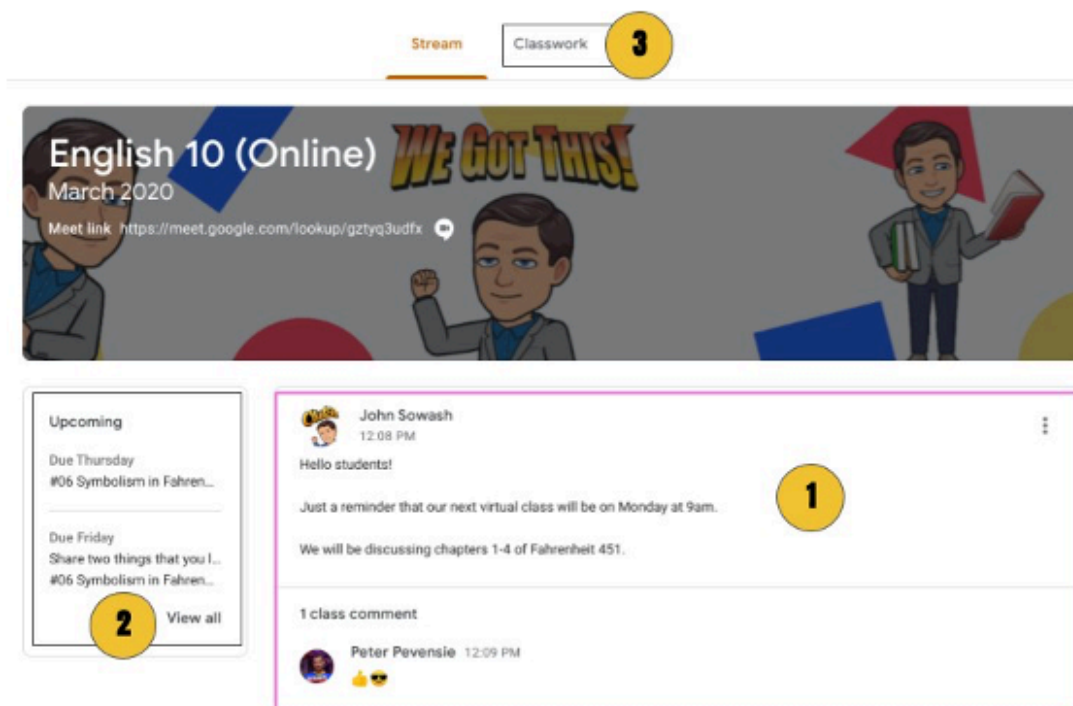 Stream
Classwork
3
English 10 (Online)
WE GOT THIS!
March 2020
Meet link https://meet.google.com/lookup/gztyq3udfx
Upcoming
Due Thursday
#06 Symbolism in Fahren...
Due Friday
Share two things that you l...
#06 Symbolism in Fahren...
View all
2
John Sowash
12:08 PM
Hello students!
1
Just a reminder that our next virtual class will be on Monday at 9am.
We will be discussing chapters 1-4 of Fahrenheit 451.
1 class comment
Peter Pevensie 12:09 PM